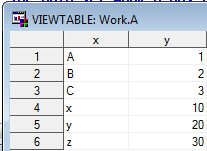 VIEWTABLE: Work.A
x y
1 A 1
2 B 2
3 C 3
4 x 10
5 y 20
6 z 30